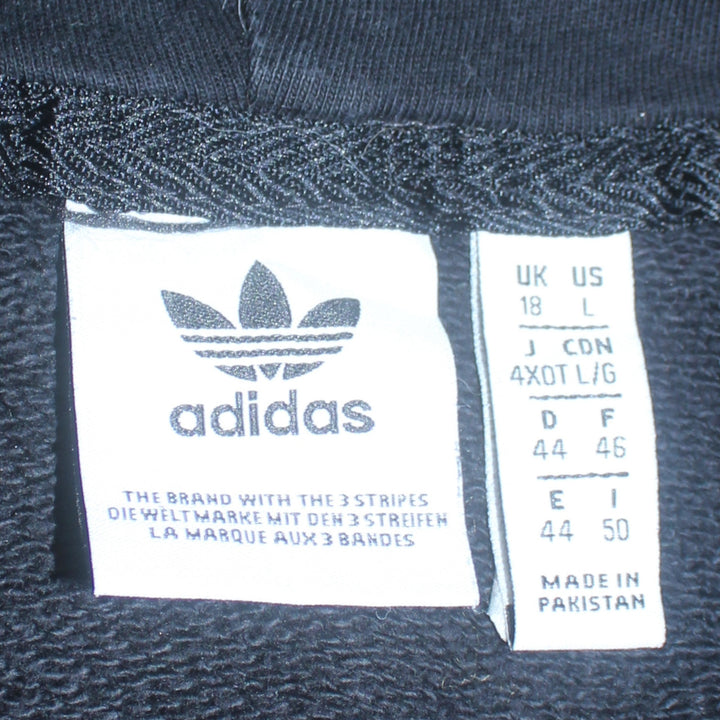 adidas
THE BRAND WITH THE 3 STRIPES
DIE WELTMARKE MIT DEN 3 STREIFEN
LA MARQUE AUX 3 BANDES
UK US
18 L
J CDN
4XOT L/G
D F
44 46
E I
44 50
MADE IN
PAKISTAN